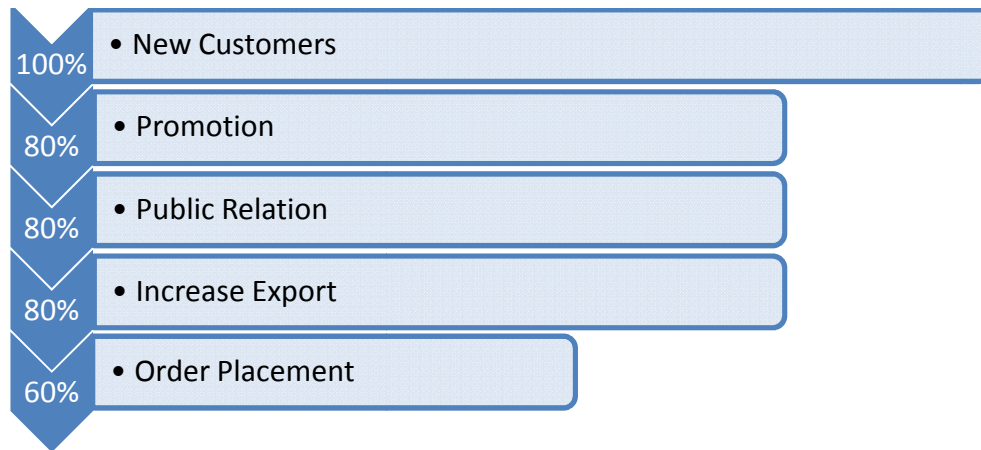 100%
• New Customers
80%
• Promotion
80%
• Public Relation
80%
• Increase Export
60%
• Order Placement